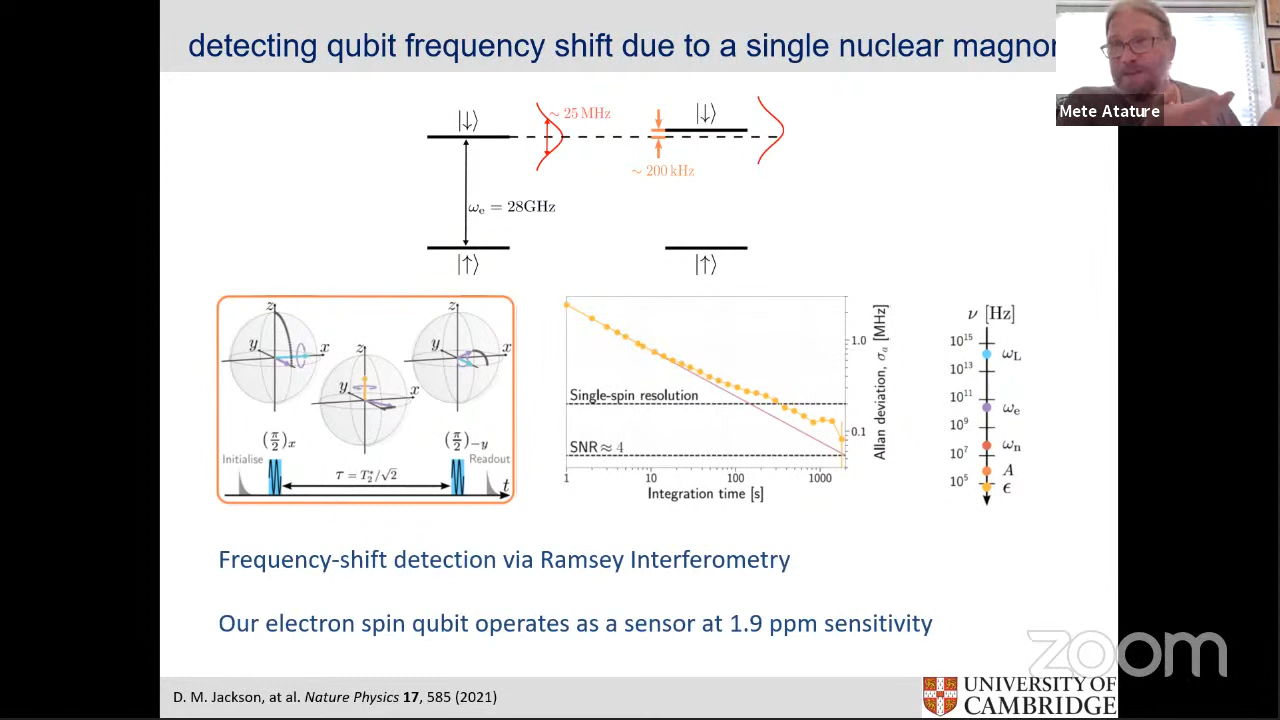 detecting qubit frequency shift due to a single nuclear magnon
Mete Atature
|↓⟩
~ 25 MHz
|↓⟩
~ 200 kHz
ωe = 28GHz
|↑⟩
|↑⟩
z
y
x
z
y
x
z
y
x
(π/2)x
(π/2)−y
Initialise
Readout
τ = T2*/√2
t
Single-spin resolution
SNR ≈ 4
1.0
0.1
Allan deviation, σa [MHz]
1
10
100
1000
Integration time [s]
ν [Hz]
10^15
ωL
10^13
10^11
ωe
10^9
ωn
10^7
A
10^5
ϵ
Frequency-shift detection via Ramsey Interferometry
Our electron spin qubit operates as a sensor at 1.9 ppm sensitivity
zoom
D. M. Jackson, at al. Nature Physics 17, 585 (2021)
UNIVERSITY OF
CAMBRIDGE